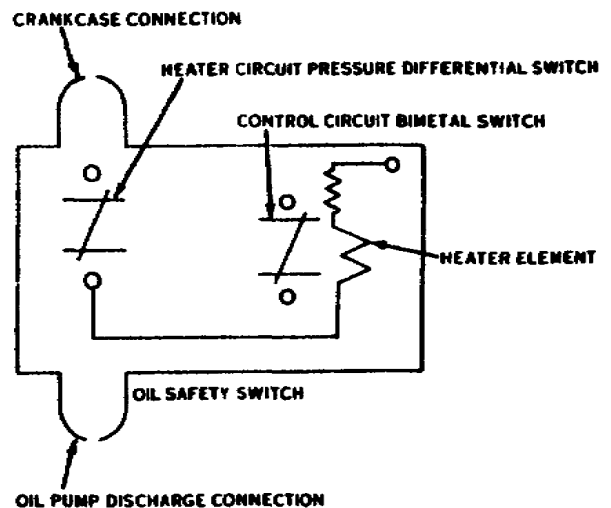 CRANKCASE CONNECTION
HEATER CIRCUIT PRESSURE DIFFERENTIAL SWITCH
CONTROL CIRCUIT BIMETAL SWITCH
HEATER ELEMENT
OIL SAFETY SWITCH
OIL PUMP DISCHARGE CONNECTION